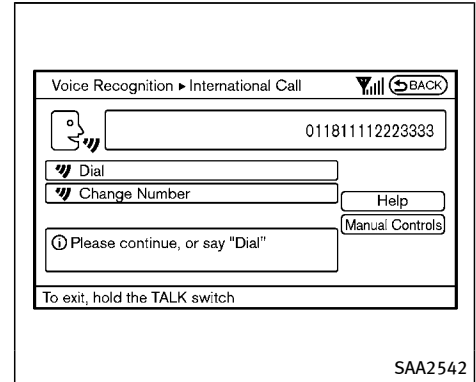 Voice Recognition ▸ International Call BACK
011811112223333
Dial
Change Number
Help
Manual Controls
Please continue, or say "Dial"
To exit, hold the TALK switch
SAA2542